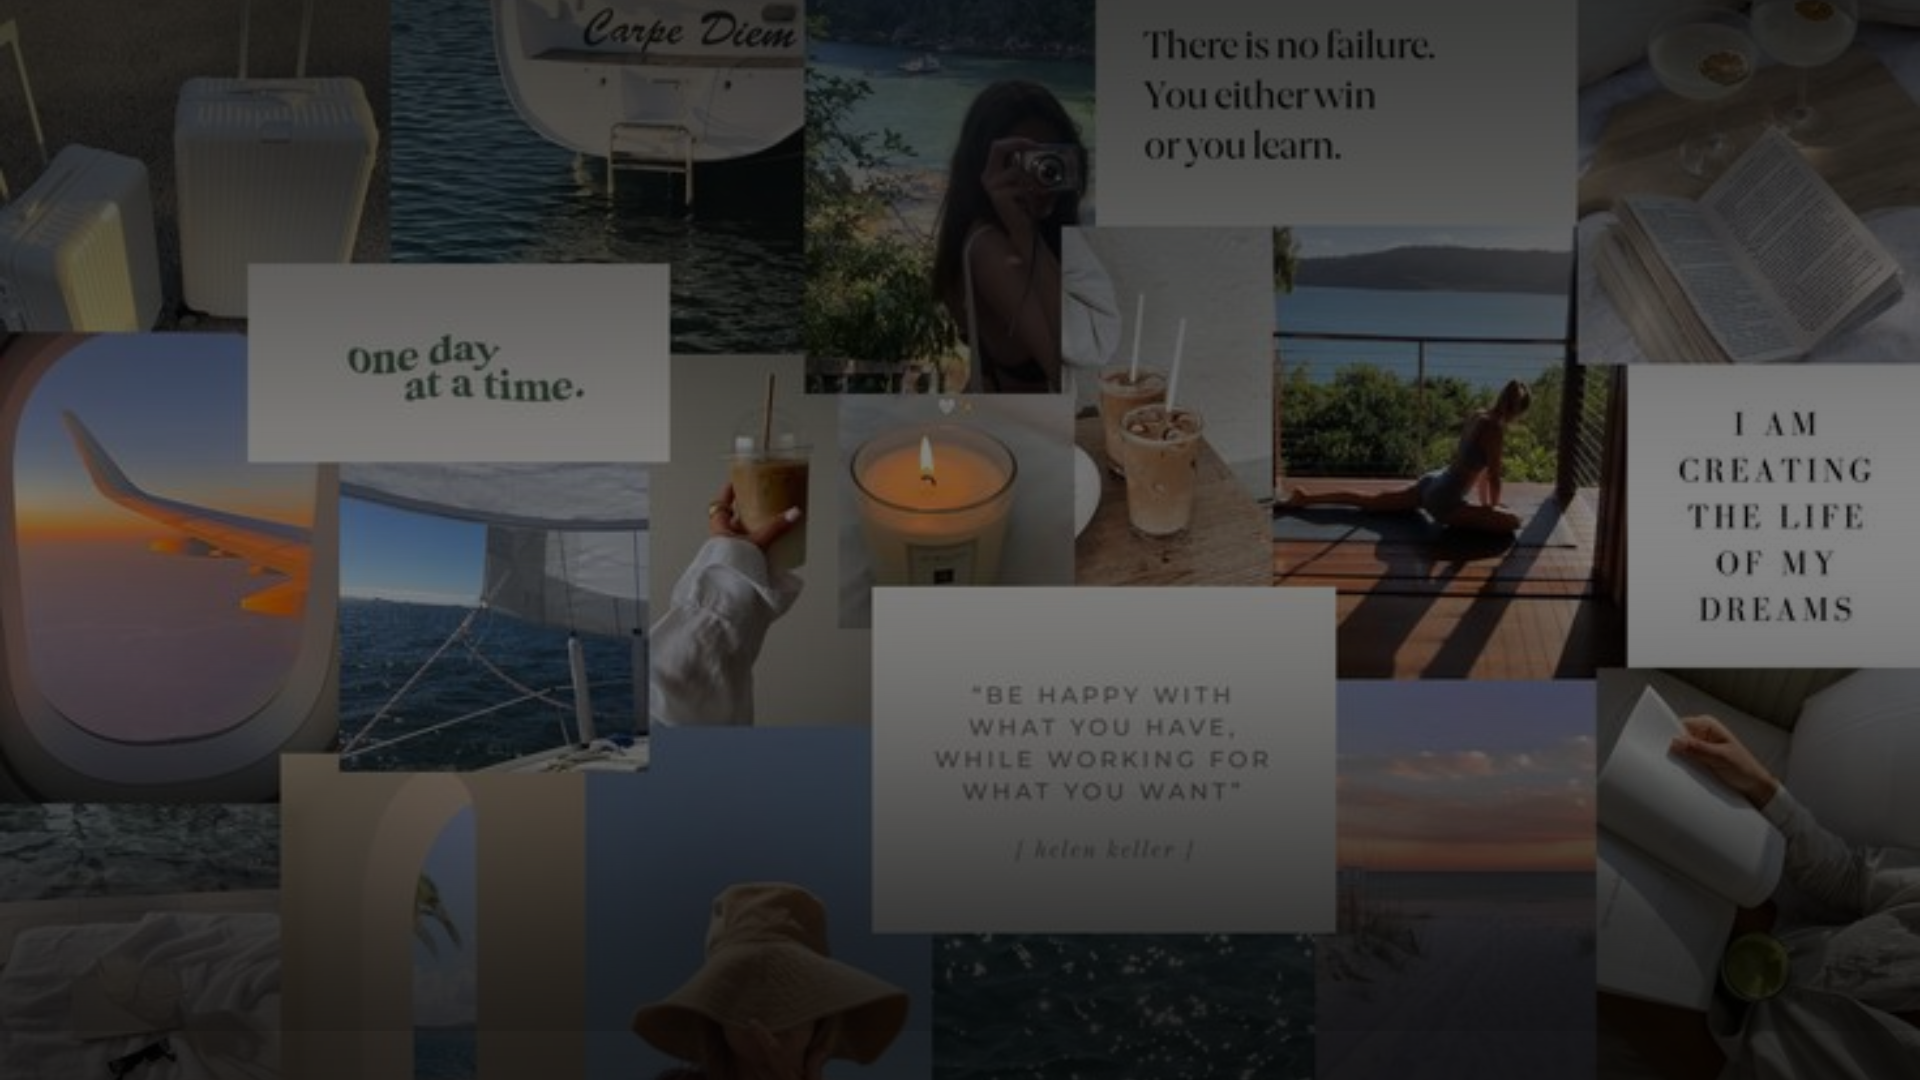 Carpe Diem
There is no failure.
You either win
or you learn.
One day
at a time.
I AM
CREATING
THE LIFE
OF MY
DREAMS
“BE HAPPY WITH
WHAT YOU HAVE,
WHILE WORKING FOR
WHAT YOU WANT”
[ helen keller ]